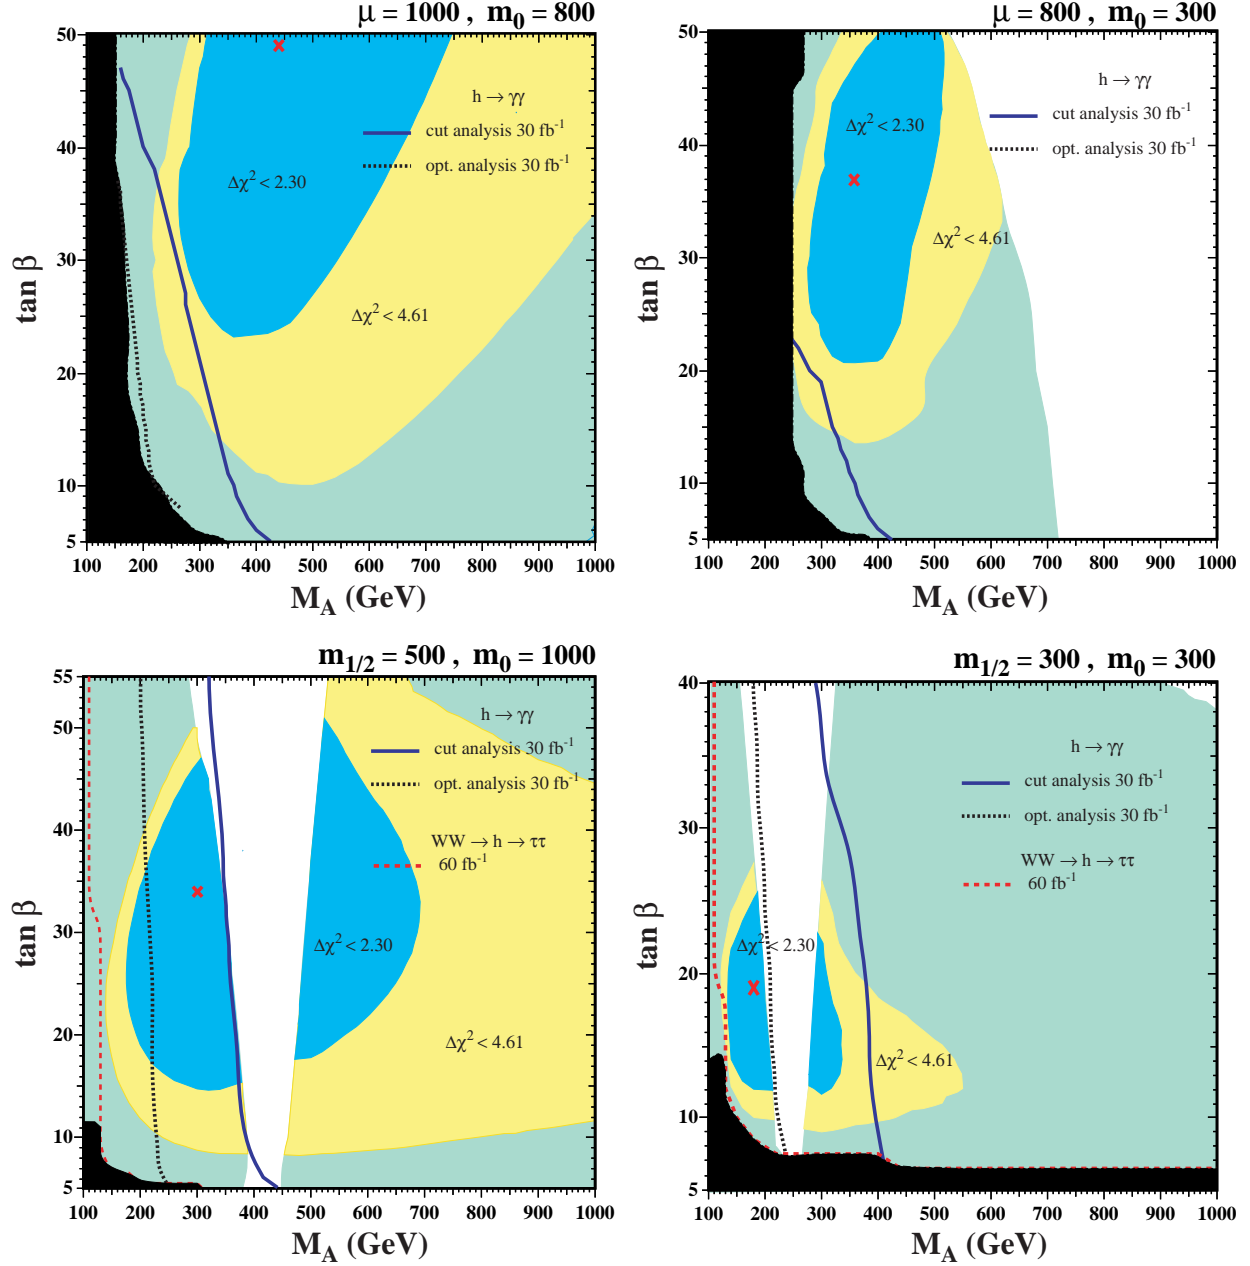 μ = 1000 , m0 = 800
50
40
30
20
10
5
tan β
h → γγ
cut analysis 30 fb-1
opt. analysis 30 fb-1
Δχ2 < 2.30
Δχ2 < 4.61
100 200 300 400 500 600 700 800 900 1000
MA (GeV)
μ = 800 , m0 = 300
50
40
30
20
10
5
tan β
h → γγ
Δχ2 < 2.30
cut analysis 30 fb-1
opt. analysis 30 fb-1
Δχ2 < 4.61
100 200 300 400 500 600 700 800 900 1000
MA (GeV)
m1/2 = 500 , m0 = 1000
55
50
40
30
20
10
5
tan β
h → γγ
cut analysis 30 fb-1
opt. analysis 30 fb-1
WW → h → ττ
60 fb-1
Δχ2 < 2.30
Δχ2 < 4.61
100 200 300 400 500 600 700 800 900 1000
MA (GeV)
m1/2 = 300 , m0 = 300
40
30
20
10
5
tan β
h → γγ
cut analysis 30 fb-1
opt. analysis 30 fb-1
WW → h → ττ
60 fb-1
Δχ2 < 2.30
Δχ2 < 4.61
100 200 300 400 500 600 700 800 900 1000
MA (GeV)